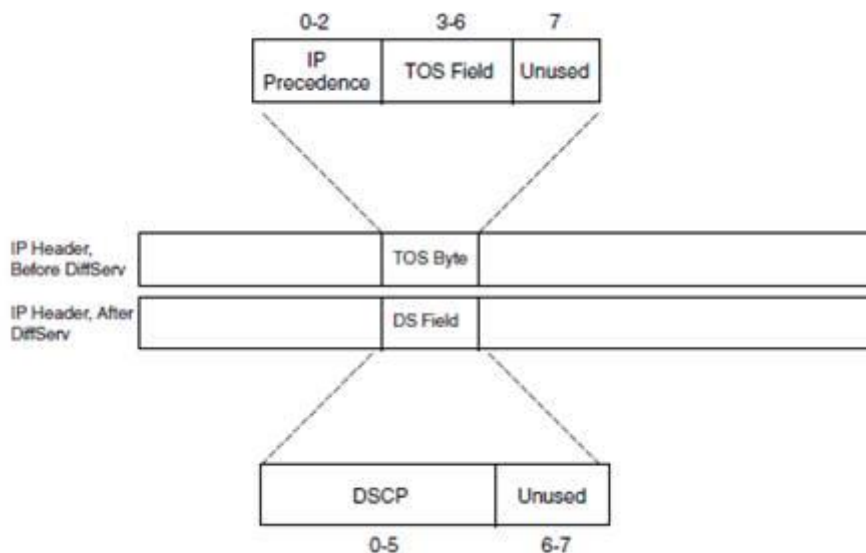 0-2 3-6 7
IP
Precedence
TOS Field
Unused
IP Header,
Before DiffServ
TOS Byte
IP Header, After
DiffServ
DS Field
DSCP
Unused
0-5 6-7